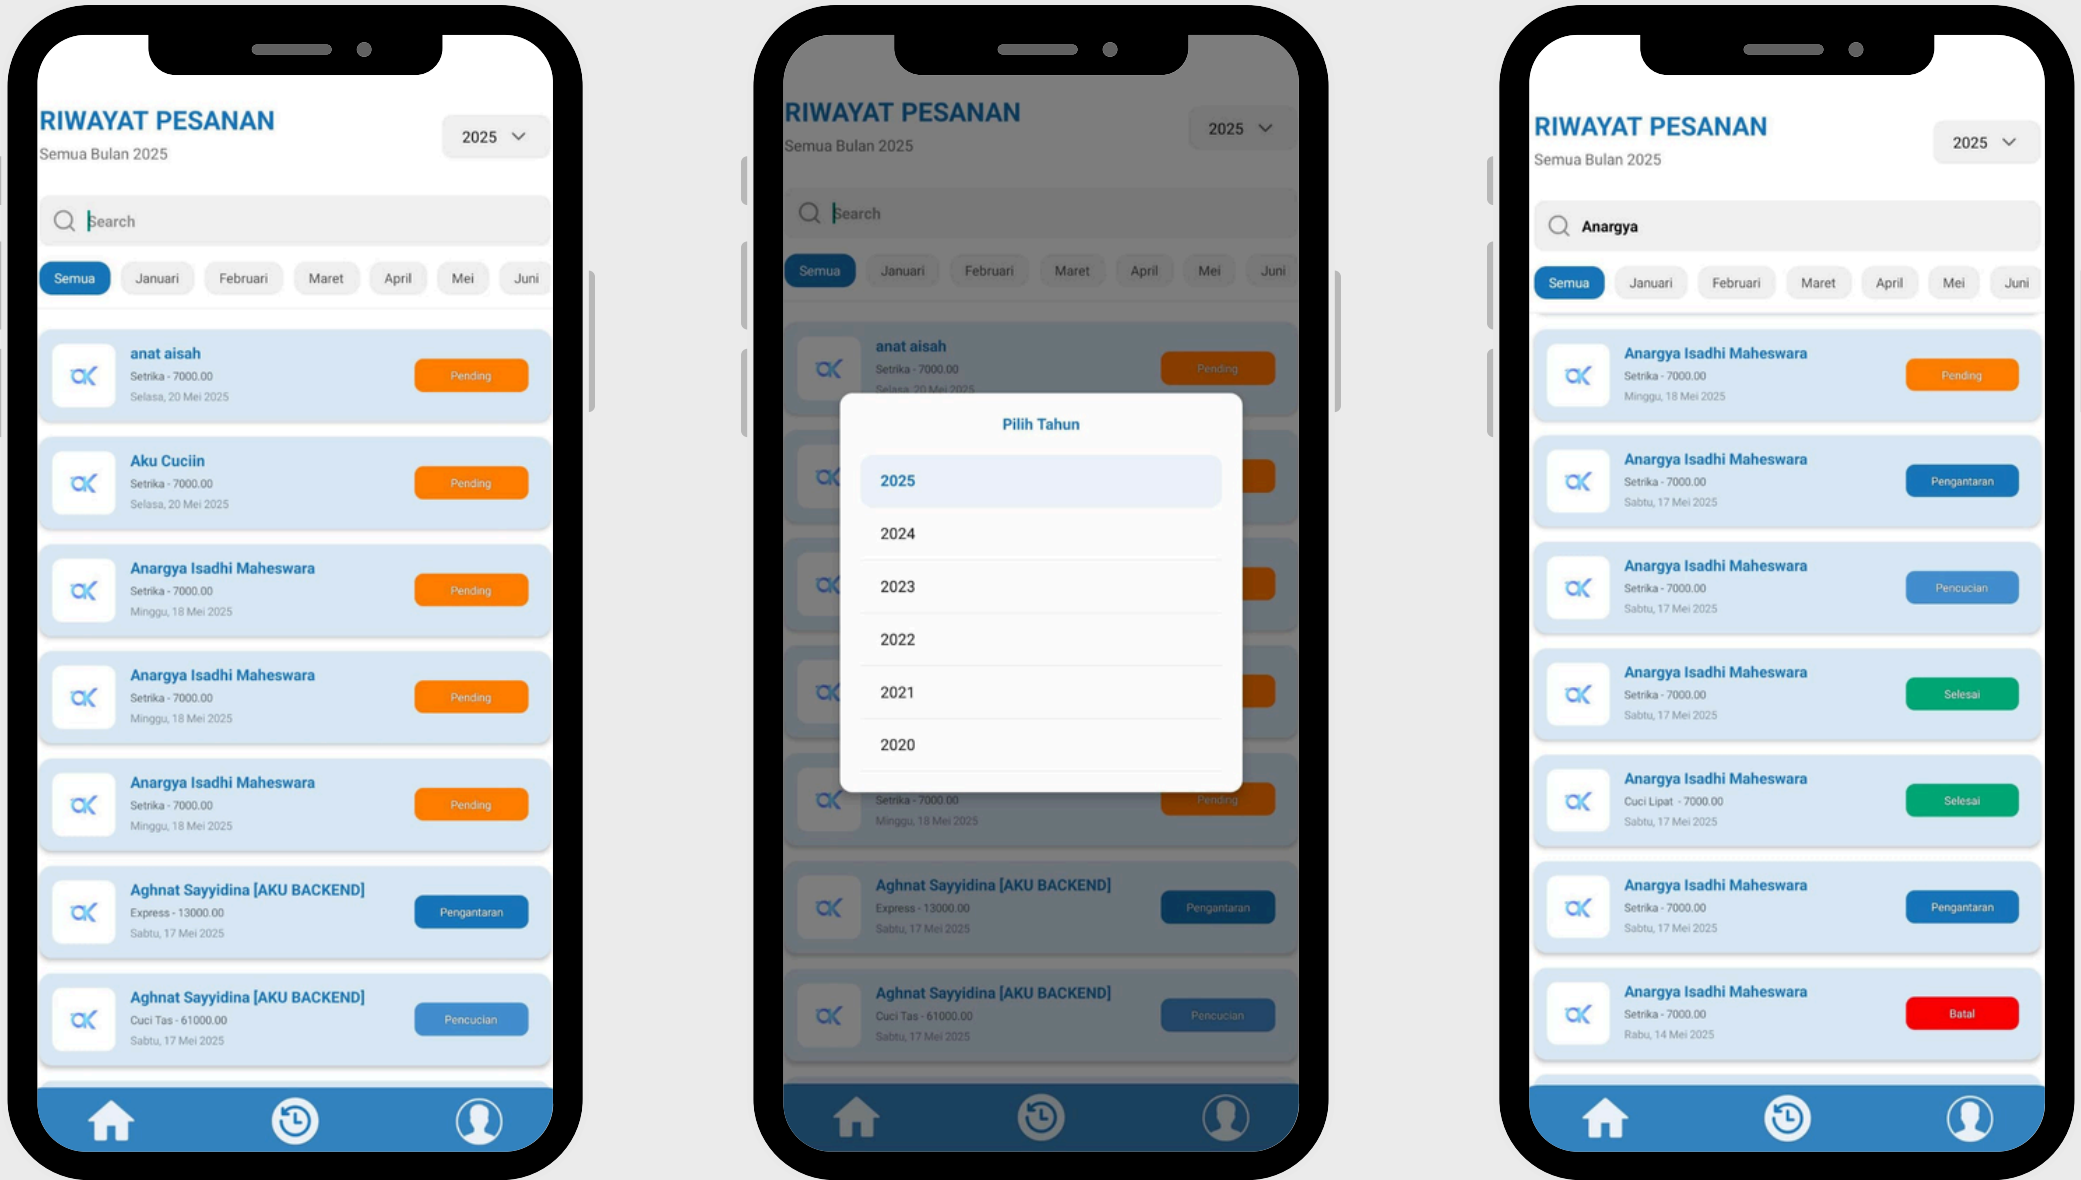 RIWAYAT PESANAN
Semua Bulan 2025
2025
Search
Semua Januari Februari Maret April Mei Juni
anat aisah
Setrika - 7000.00
Selasa, 20 Mei 2025
Pending
Aku Cuciin
Setrika - 7000.00
Selasa, 20 Mei 2025
Pending
Anargya Isadhi Maheswara
Setrika - 7000.00
Minggu, 18 Mei 2025
Pending
Anargya Isadhi Maheswara
Setrika - 7000.00
Minggu, 18 Mei 2025
Pending
Anargya Isadhi Maheswara
Setrika - 7000.00
Minggu, 18 Mei 2025
Pending
Aghnat Sayyidina [AKU BACKEND]
Express - 13000.00
Sabtu, 17 Mei 2025
Pengantaran
Aghnat Sayyidina [AKU BACKEND]
Cuci Tas - 61000.00
Sabtu, 17 Mei 2025
Pencucian
RIWAYAT PESANAN
Semua Bulan 2025
2025
Search
Semua Januari Februari Maret April Mei Juni
anat aisah
Setrika - 7000.00
Selasa, 20 Mei 2025
Pending
Pilih Tahun
2025
2024
2023
2022
2021
2020
Setrika - 7000.00
Minggu, 18 Mei 2025
Pending
Aghnat Sayyidina [AKU BACKEND]
Express - 13000.00
Sabtu, 17 Mei 2025
Pengantaran
Aghnat Sayyidina [AKU BACKEND]
Cuci Tas - 61000.00
Sabtu, 17 Mei 2025
Pencucian
RIWAYAT PESANAN
Semua Bulan 2025
2025
Anargya
Semua Januari Februari Maret April Mei Juni
Anargya Isadhi Maheswara
Setrika - 7000.00
Minggu, 18 Mei 2025
Pending
Anargya Isadhi Maheswara
Setrika - 7000.00
Sabtu, 17 Mei 2025
Pengantaran
Anargya Isadhi Maheswara
Setrika - 7000.00
Sabtu, 17 Mei 2025
Pencucian
Anargya Isadhi Maheswara
Setrika - 7000.00
Sabtu, 17 Mei 2025
Selesai
Anargya Isadhi Maheswara
Cuci Lipat - 7000.00
Sabtu, 17 Mei 2025
Selesai
Anargya Isadhi Maheswara
Setrika - 7000.00
Sabtu, 17 Mei 2025
Pengantaran
Anargya Isadhi Maheswara
Setrika - 7000.00
Rabu, 14 Mei 2025
Batal